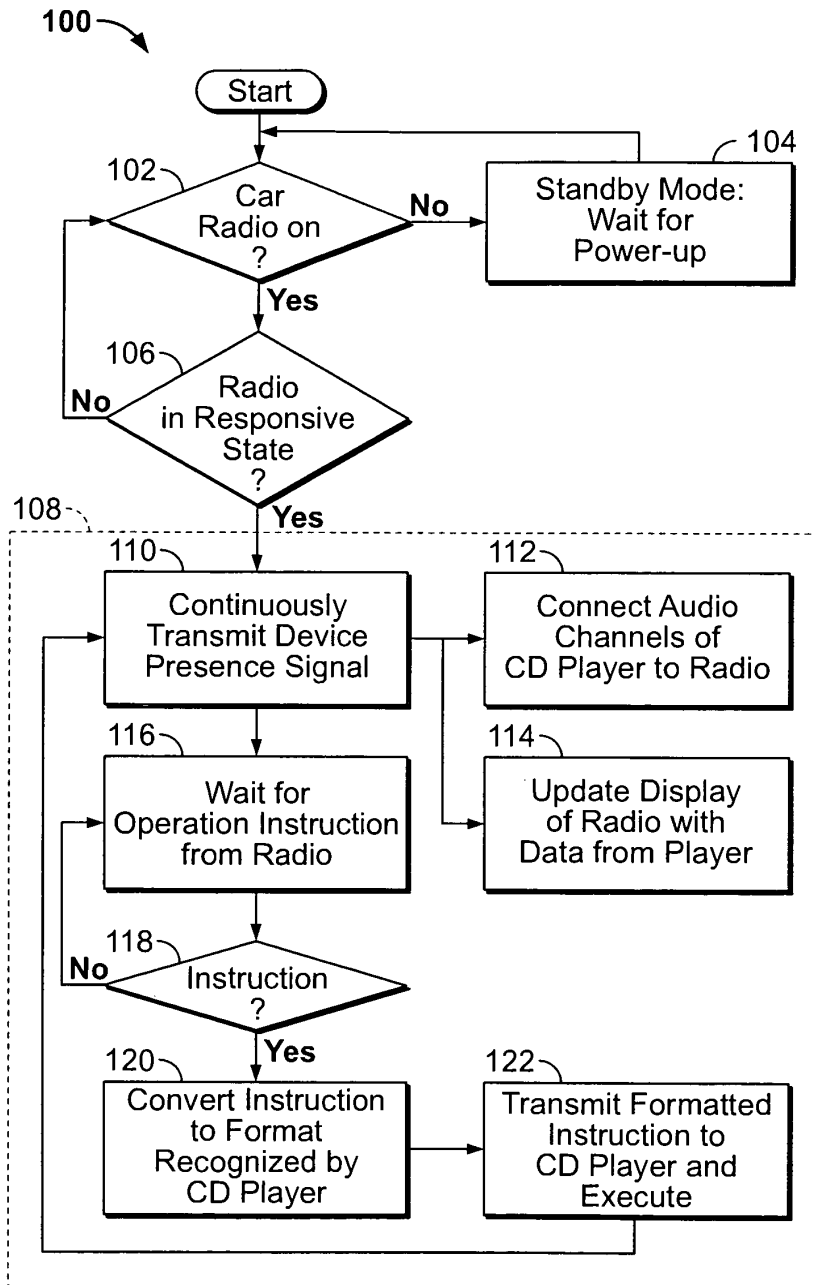 100
Start
102
Car
Radio on
?
No
104
Standby Mode:
Wait for
Power-up
Yes
106
Radio
in Responsive
State
?
No
Yes
108
110
Continuously
Transmit Device
Presence Signal
112
Connect Audio
Channels of
CD Player to Radio
116
Wait for
Operation Instruction
from Radio
114
Update Display
of Radio with
Data from Player
118
Instruction
?
No
Yes
120
Convert Instruction
to Format
Recognized by
CD Player
122
Transmit Formatted
Instruction to
CD Player and
Execute